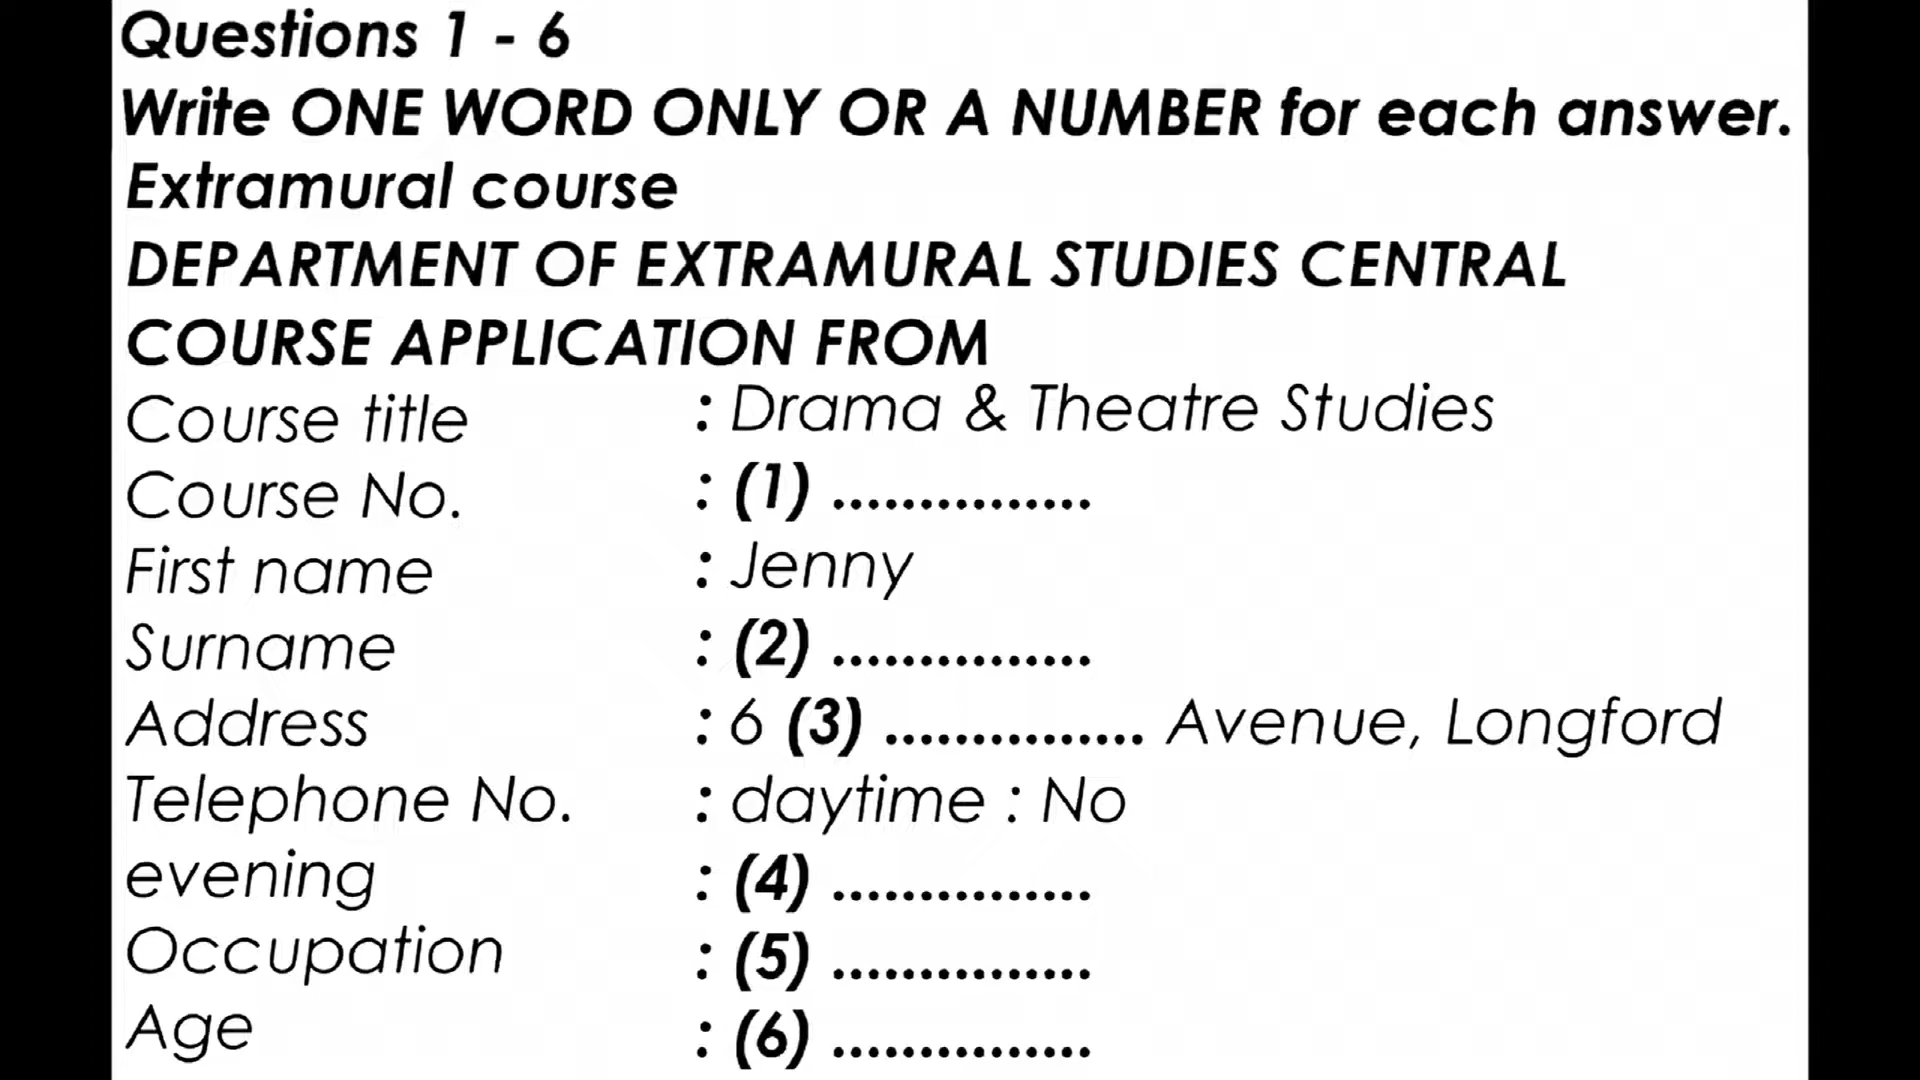 Questions 1 - 6
Write ONE WORD ONLY OR A NUMBER for each answer.
Extramural course
DEPARTMENT OF EXTRAMURAL STUDIES CENTRAL
COURSE APPLICATION FROM
Course title : Drama & Theatre Studies
Course No. : (1) ...............
First name : Jenny
Surname : (2) ...............
Address : 6 (3) ............... Avenue, Longford
Telephone No. : daytime : No
evening : (4) ...............
Occupation : (5) ...............
Age : (6) ...............